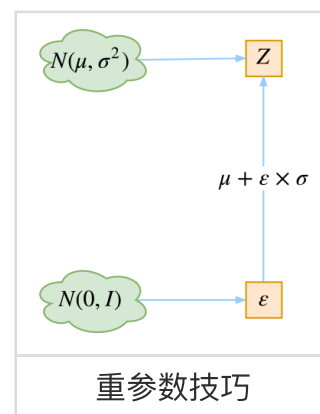 N(μ, σ²)
Z
μ + ε × σ
N(0, I)
ε
重参数技巧